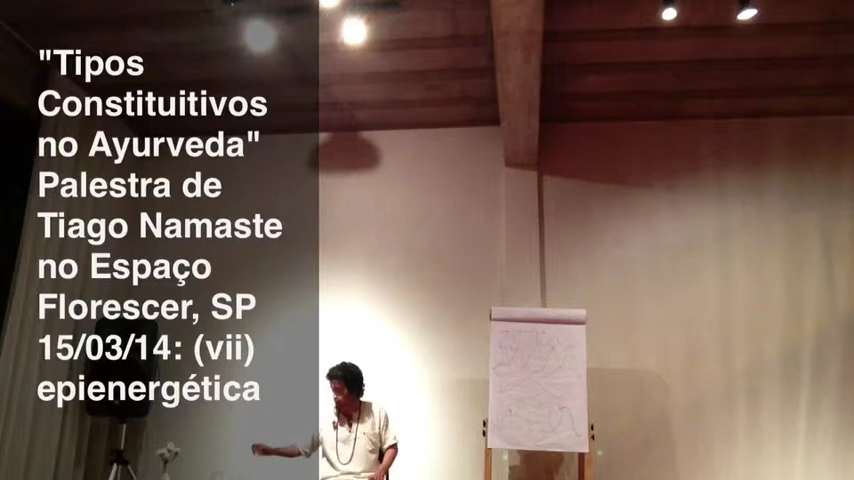 "Tipos
Constituitivos
no Ayurveda"
Palestra de
Tiago Namaste
no Espaço
Florescer, SP
15/03/14: (vii)
epienergética